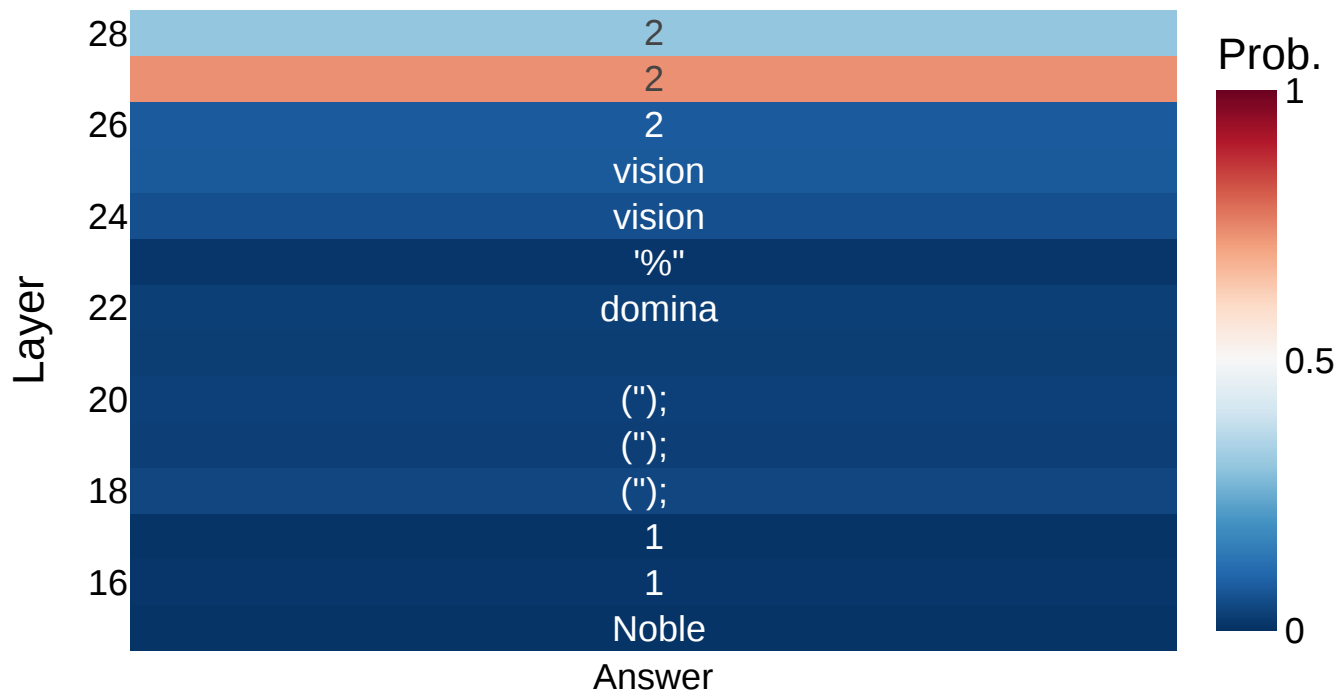 28 2
2
26 2
vision
24 vision
'%"
22 domina
20 (");
(");
18 (");
1
16 1
Noble
Answer
Layer
Prob.
1
0.5
0